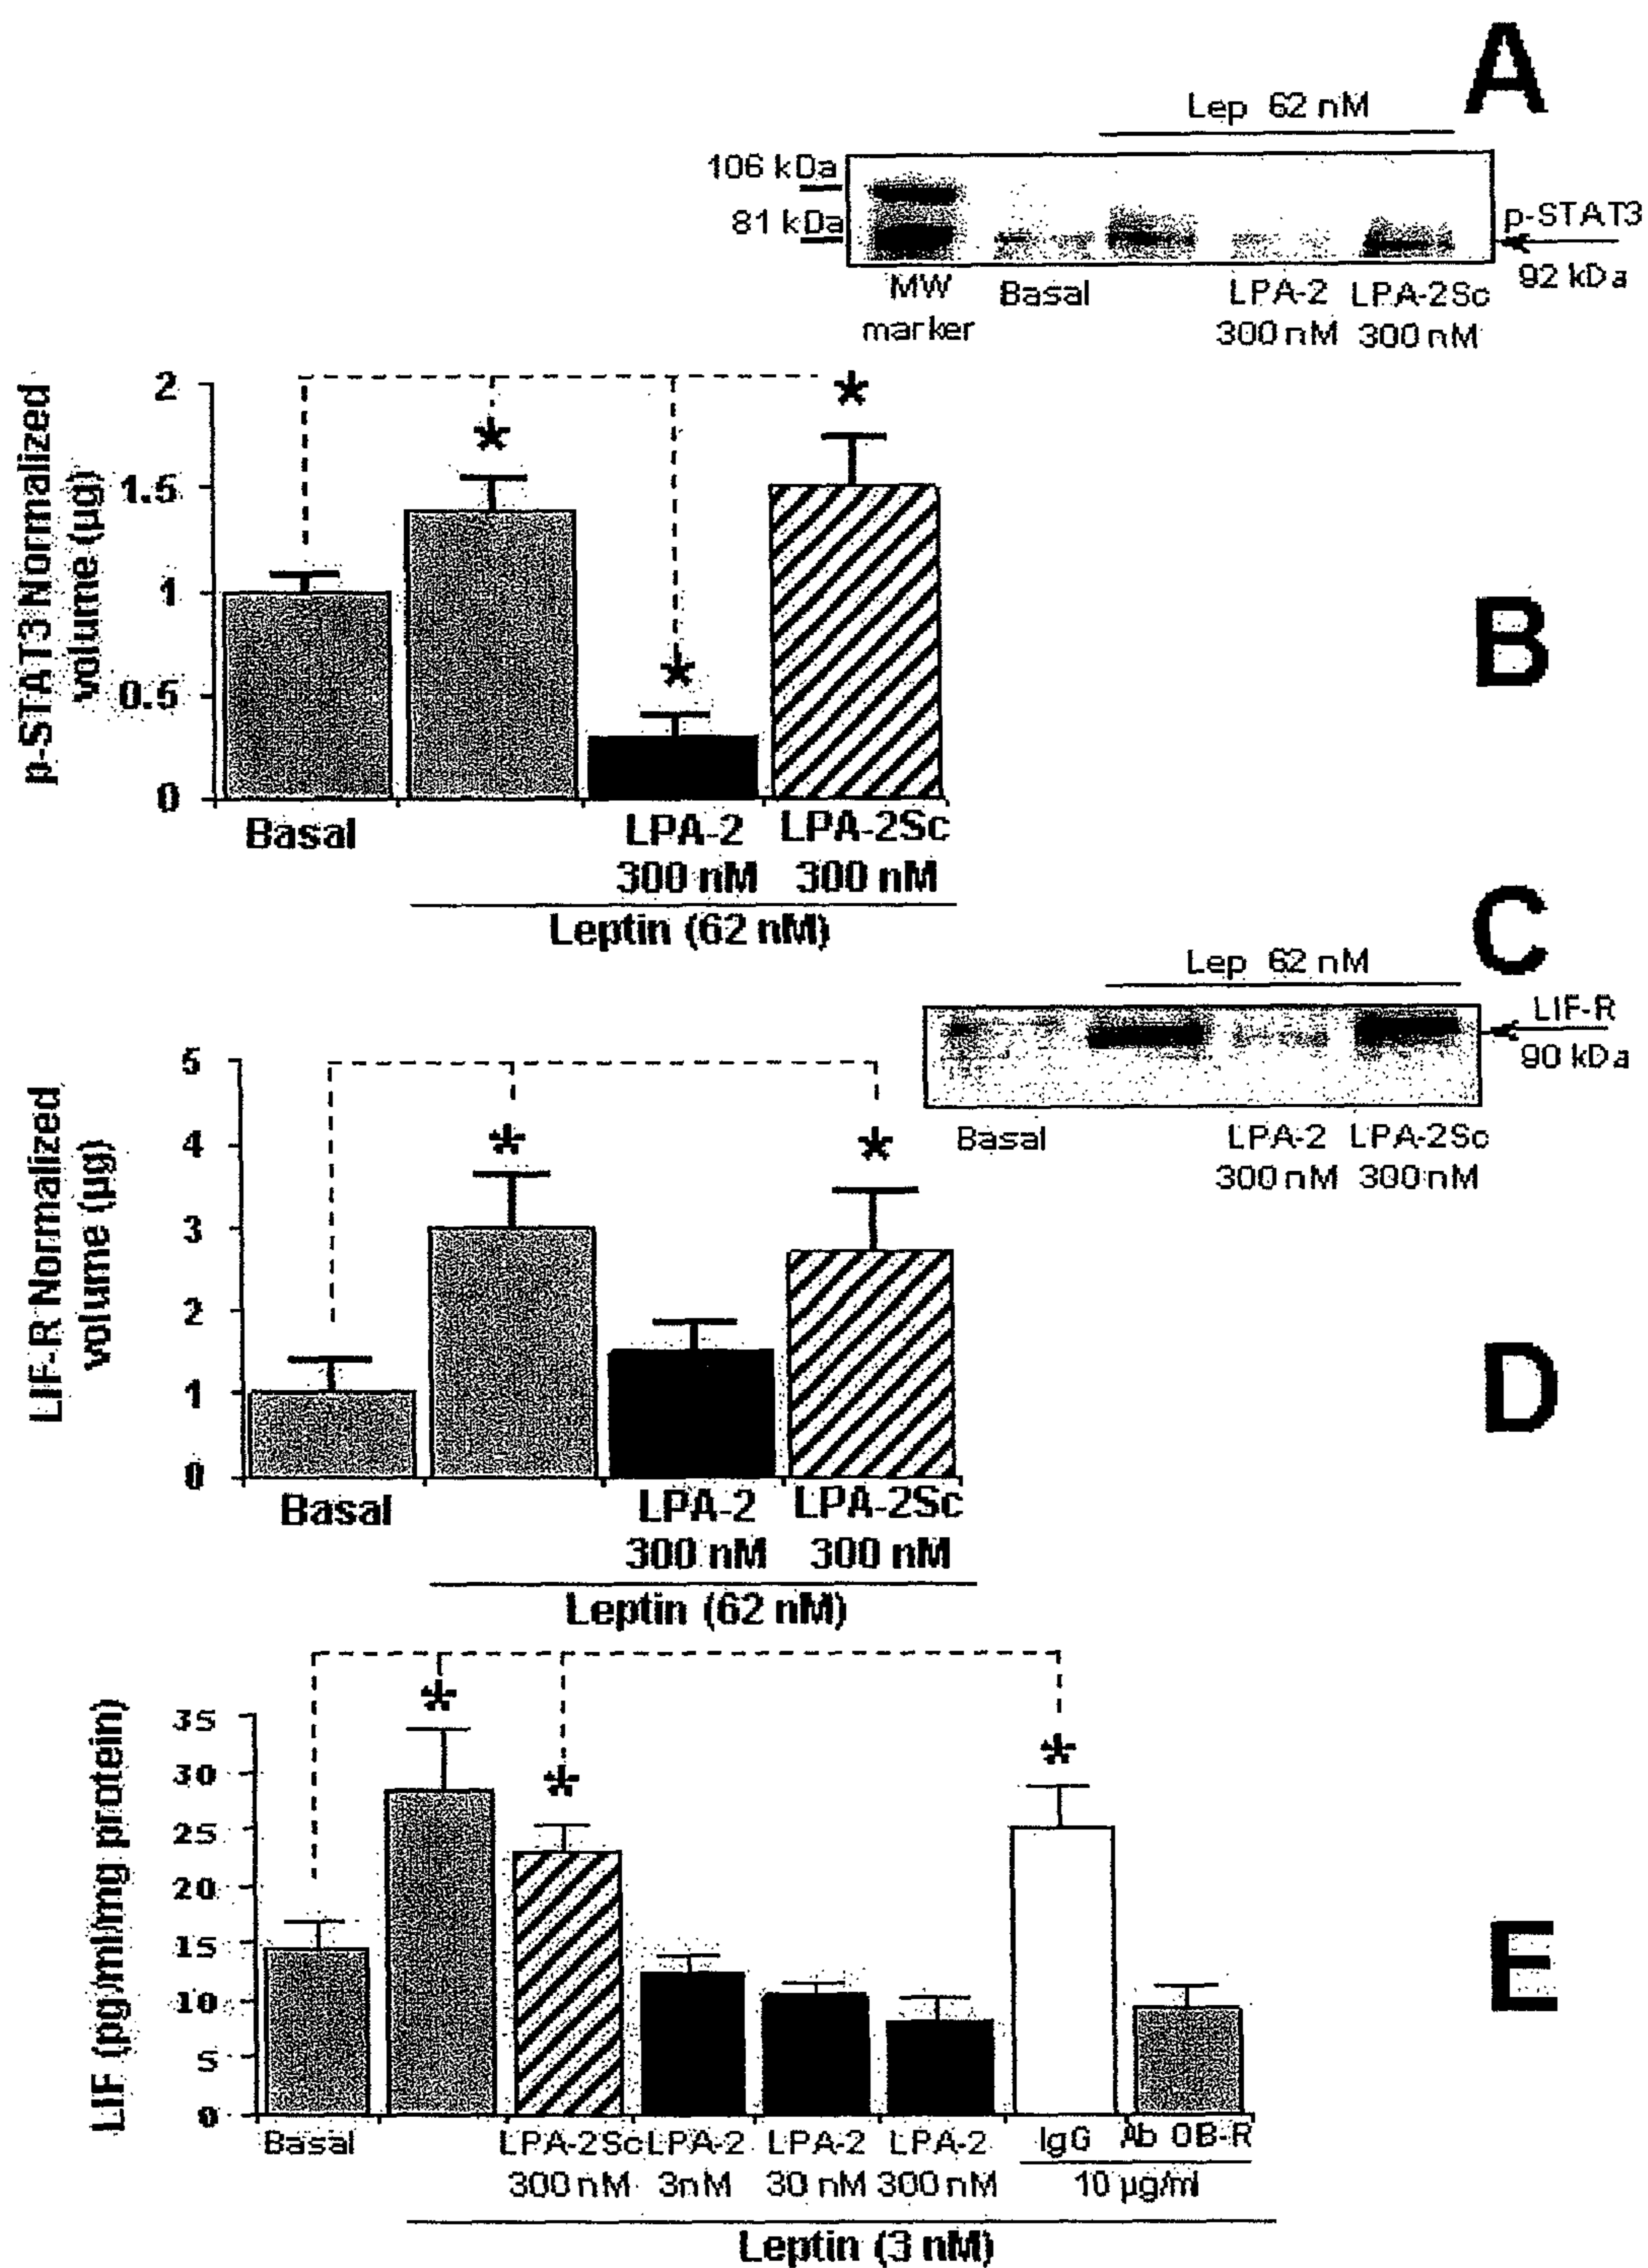 A
Lep 62 nM
106 kDa
81 kDa
p-STAT3
92 kDa
MW
marker
Basal
LPA-2
300 nM
LPA-2Sc
300 nM
B
p-STAT3 Normalized
volume (µg)
2
1.5
1
0.5
0
*
*
*
Basal
LPA-2
300 nM
LPA-2Sc
300 nM
Leptin (62 nM)
C
Lep 62 nM
LIF-R
90 kDa
Basal
LPA-2
300 nM
LPA-2Sc
300 nM
D
LIF-R Normalized
volume (µg)
5
4
3
2
1
0
*
*
Basal
LPA-2
300 nM
LPA-2Sc
300 nM
Leptin (62 nM)
E
LIF (pg/ml/mg protein)
35
30
25
20
15
10
5
0
*
*
*
Basal
LPA-2Sc
300 nM
LPA-2
3nM
LPA-2
30 nM
LPA-2
300 nM
IgG
Ab OB-R
10 µg/ml
Leptin (3 nM)